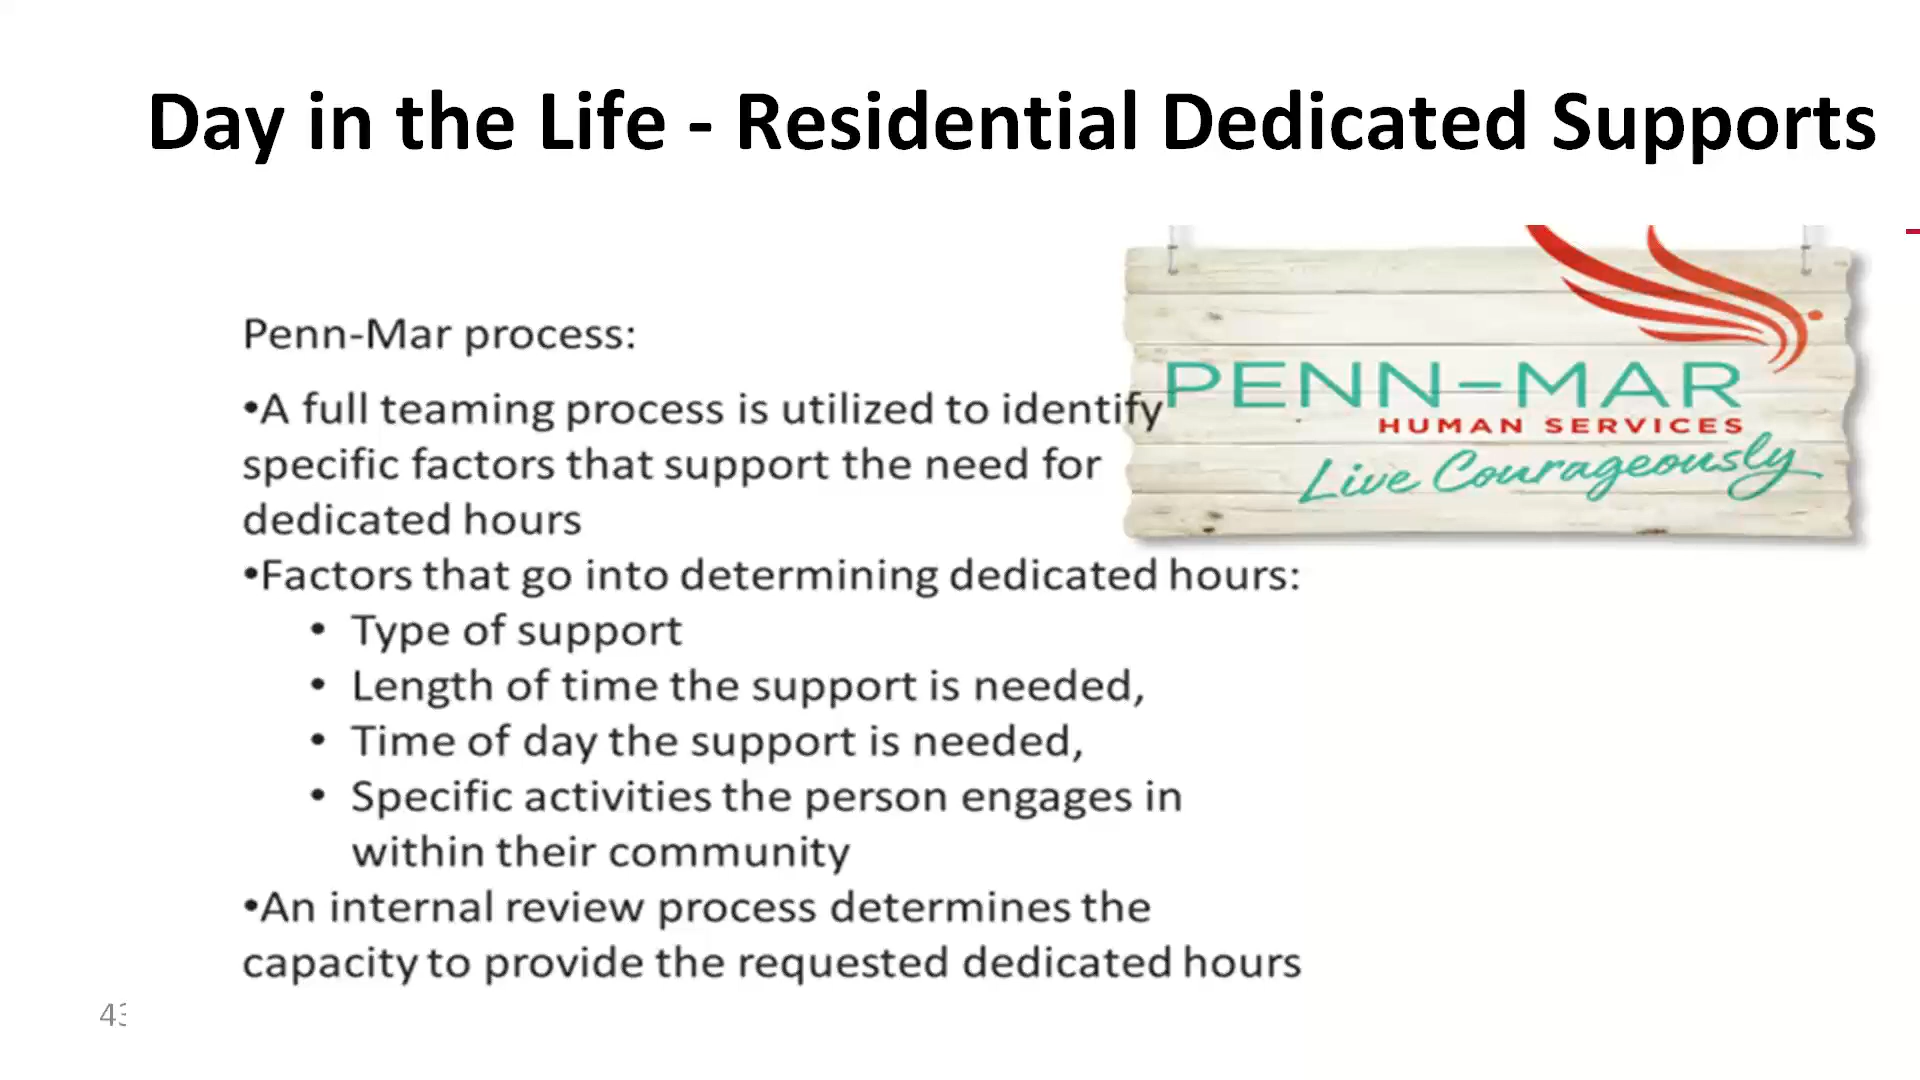 Day in the Life - Residential Dedicated Supports
PENN-MAR
HUMAN SERVICES
Live Courageously
Penn-Mar process:
•A full teaming process is utilized to identify
specific factors that support the need for
dedicated hours
•Factors that go into determining dedicated hours:
• Type of support
• Length of time the support is needed,
• Time of day the support is needed,
• Specific activities the person engages in
within their community
•An internal review process determines the
capacity to provide the requested dedicated hours